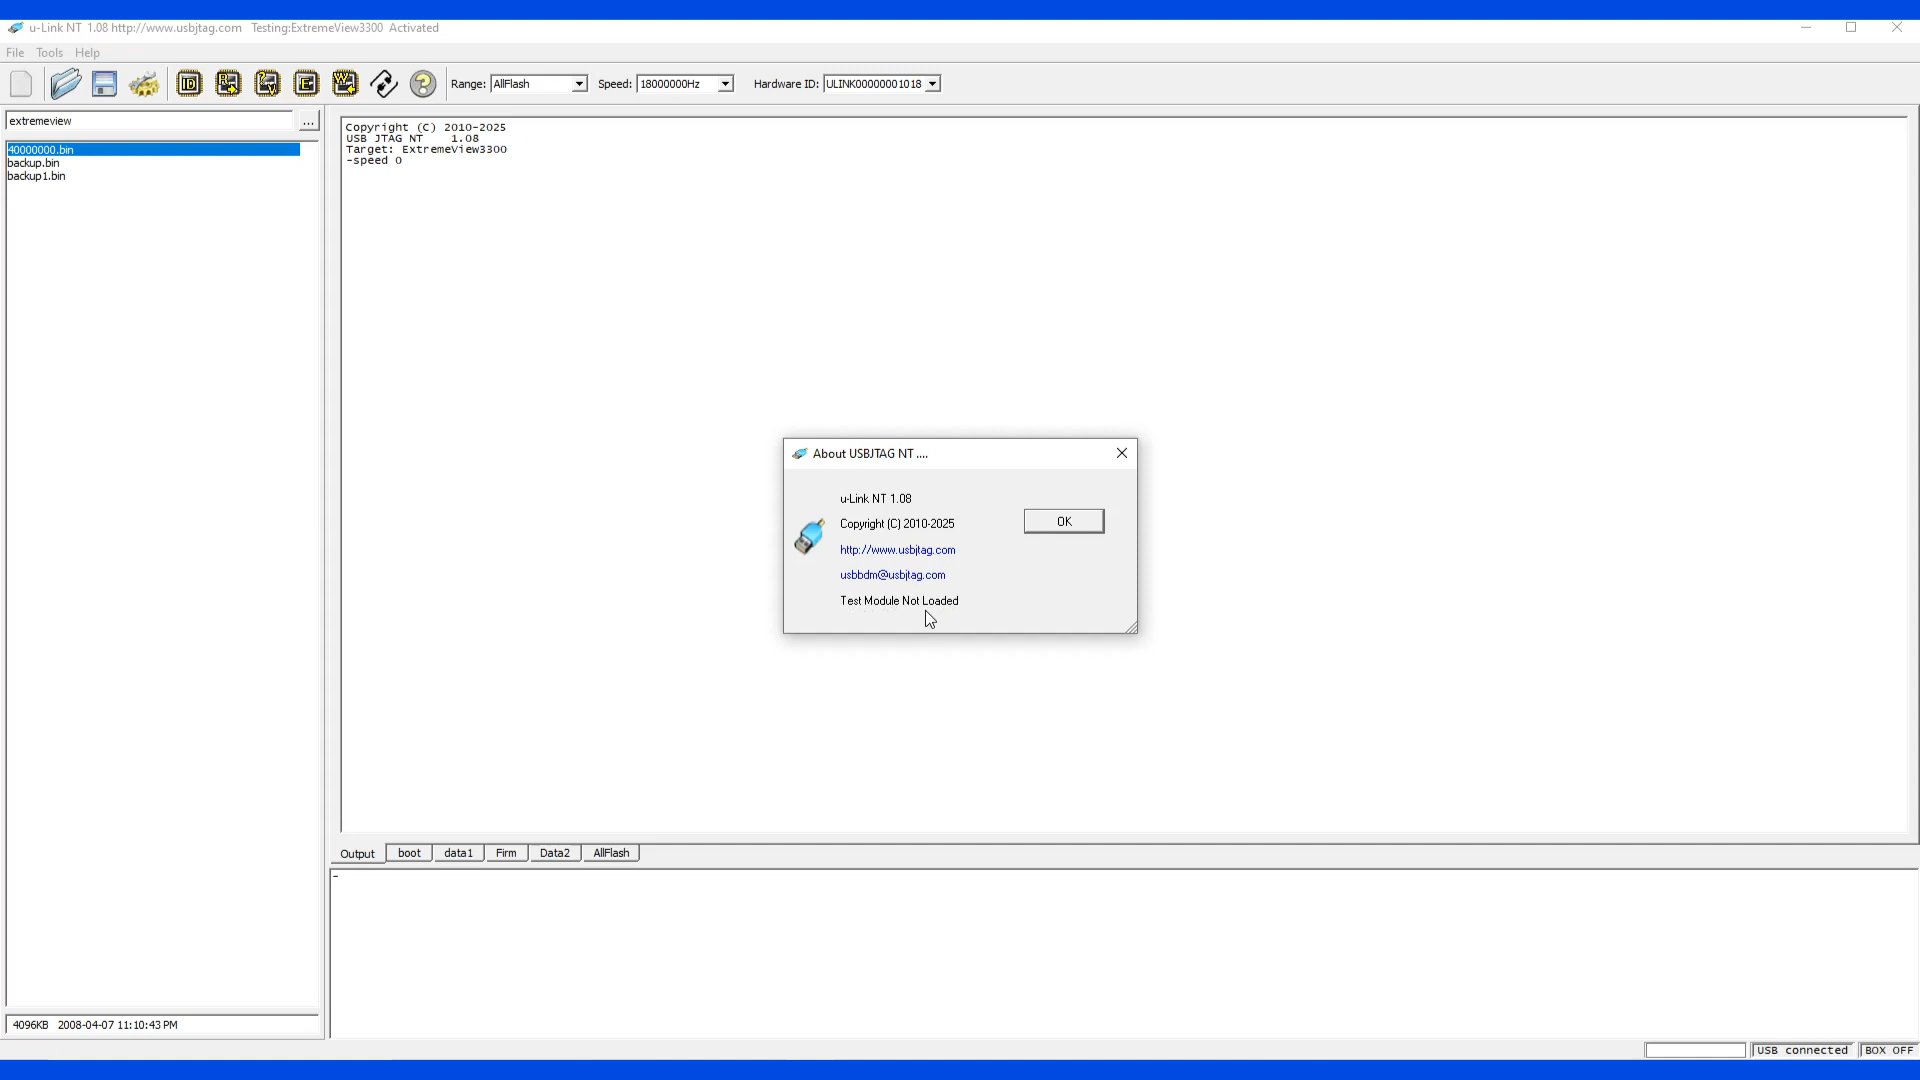 u-Link NT 1.08 http://www.usbjtag.com Testing:ExtremeView3300 Activated
File Tools Help
ID R ? V E W ? Range: AllFlash Speed: 18000000Hz Hardware ID: ULINK00000001018
extremeview ...
40000000.bin
backup.bin
backup1.bin
Copyright (C) 2010-2025
USB JTAG NT 1.08
Target: ExtremeView3300
-speed 0
About USBJTAG NT ....
u-Link NT 1.08
Copyright (C) 2010-2025
http://www.usbjtag.com
usbbdm@usbjtag.com
Test Module Not Loaded
OK
Output boot data1 Firm Data2 AllFlash
-
4096KB 2008-04-07 11:10:43 PM
USB connected BOX OFF